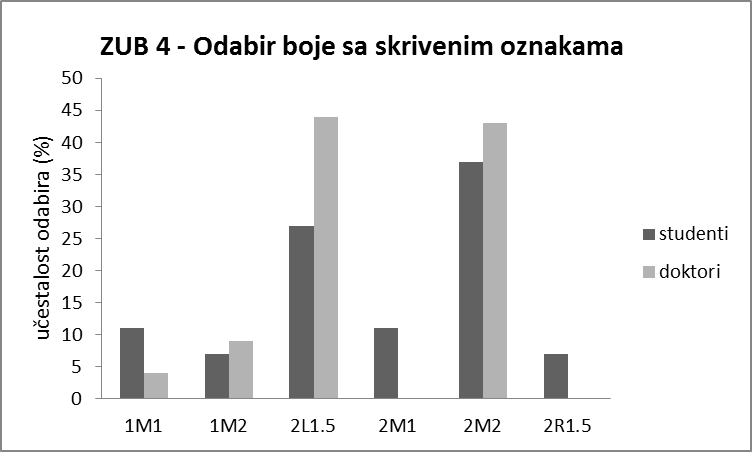 ZUB 4 - Odabir boje sa skrivenim oznakama
učestalost odabira (%)
50
45
40
35
30
25
20
15
10
5
0
1M1 1M2 2L1.5 2M1 2M2 2R1.5
studenti
doktori